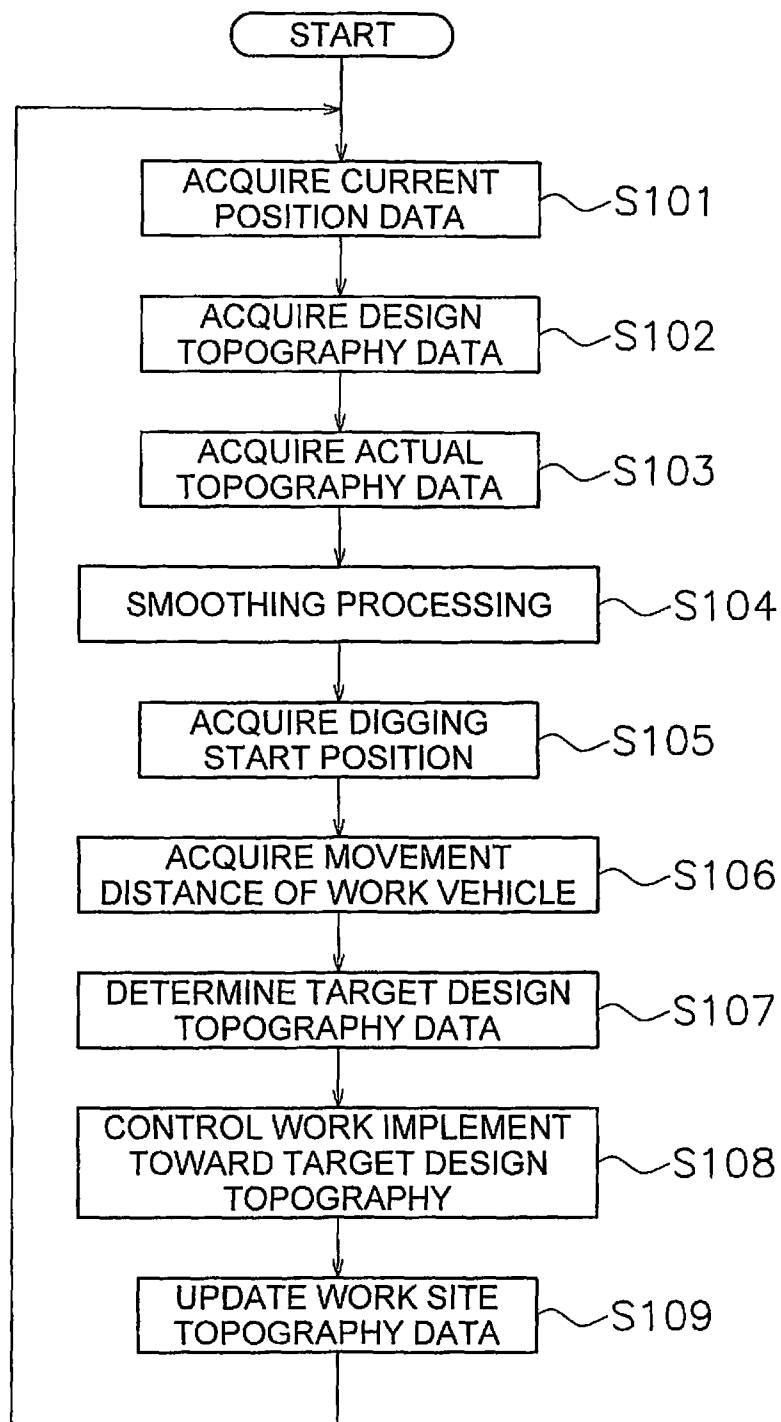 START
ACQUIRE CURRENT
POSITION DATA
S101
ACQUIRE DESIGN
TOPOGRAPHY DATA
S102
ACQUIRE ACTUAL
TOPOGRAPHY DATA
S103
SMOOTHING PROCESSING
S104
ACQUIRE DIGGING
START POSITION
S105
ACQUIRE MOVEMENT
DISTANCE OF WORK VEHICLE
S106
DETERMINE TARGET DESIGN
TOPOGRAPHY DATA
S107
CONTROL WORK IMPLEMENT
TOWARD TARGET DESIGN
TOPOGRAPHY
S108
UPDATE WORK SITE
TOPOGRAPHY DATA
S109